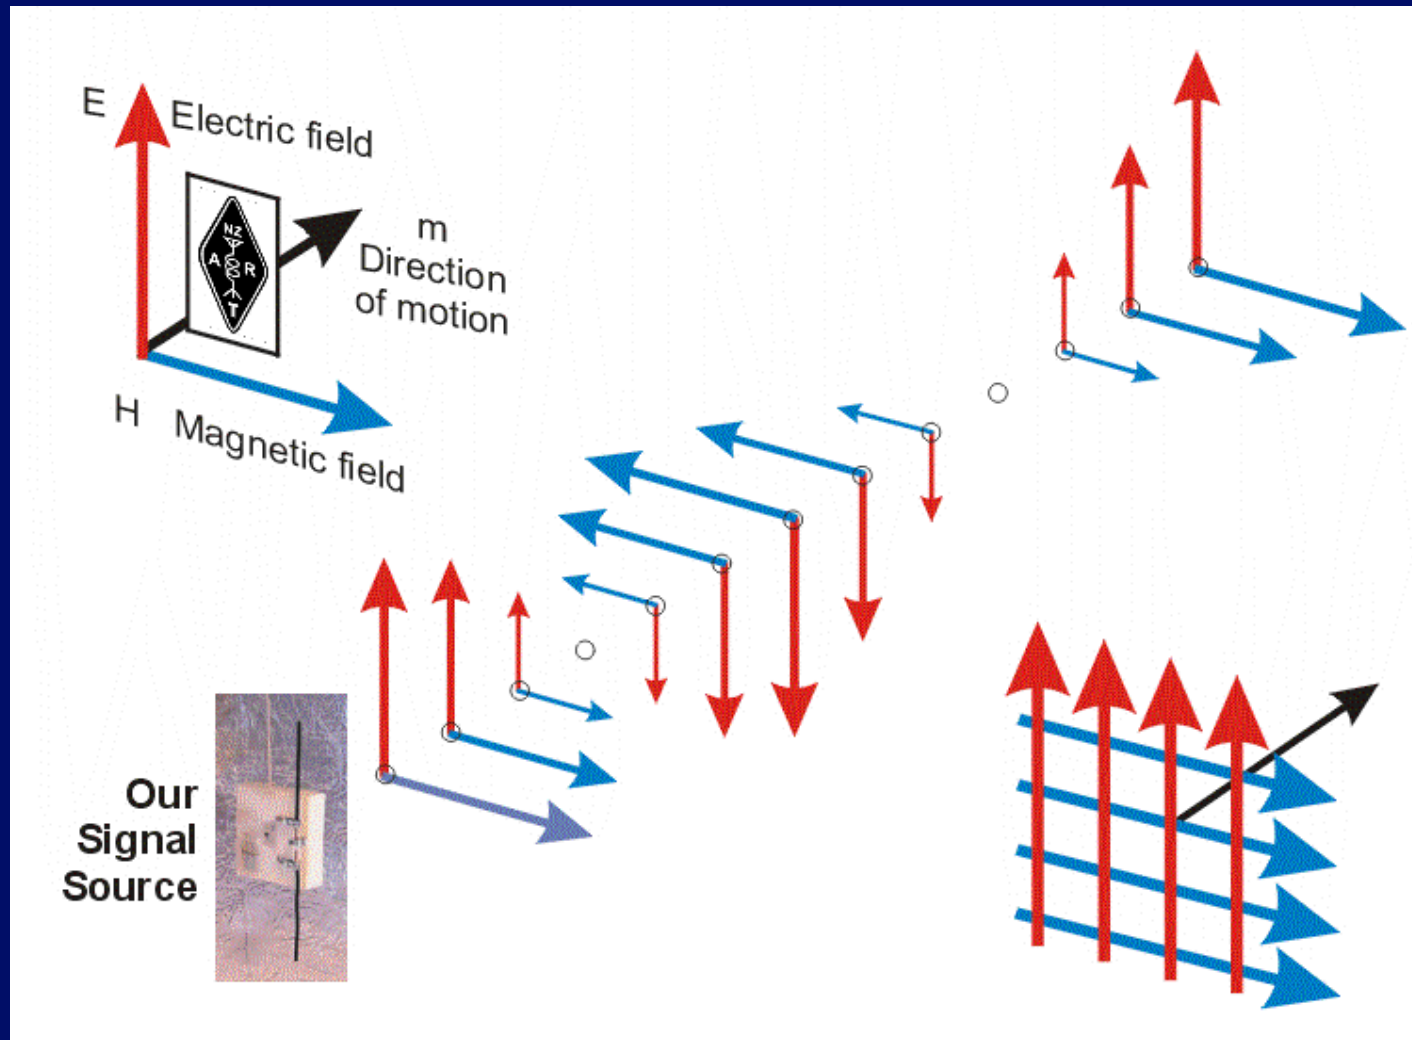 E Electric field
NZ
A R
T
m
Direction
of motion
H Magnetic field
Our
Signal
Source